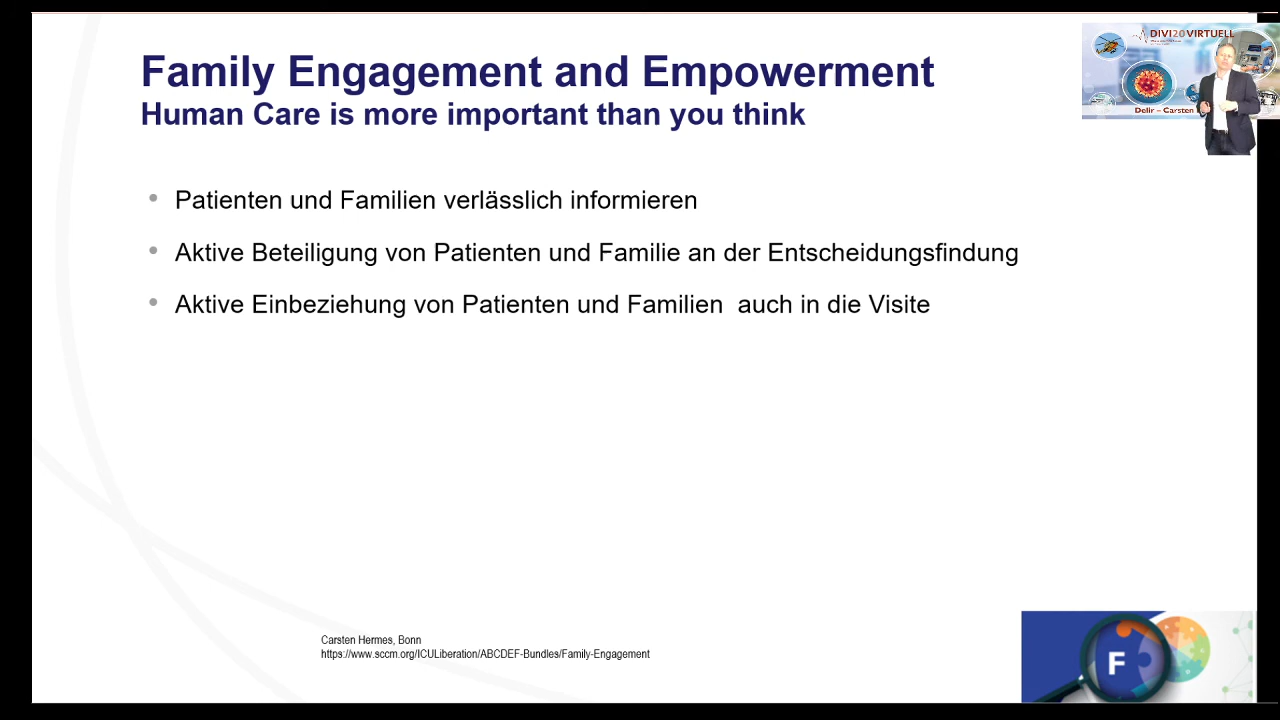 Family Engagement and Empowerment
Human Care is more important than you think
DIVI20VIRTUELL
Delir – Carsten
• Patienten und Familien verlässlich informieren
• Aktive Beteiligung von Patienten und Familie an der Entscheidungsfindung
• Aktive Einbeziehung von Patienten und Familien  auch in die Visite
Carsten Hermes, Bonn
https://www.sccm.org/ICULiberation/ABCDEF-Bundles/Family-Engagement
F